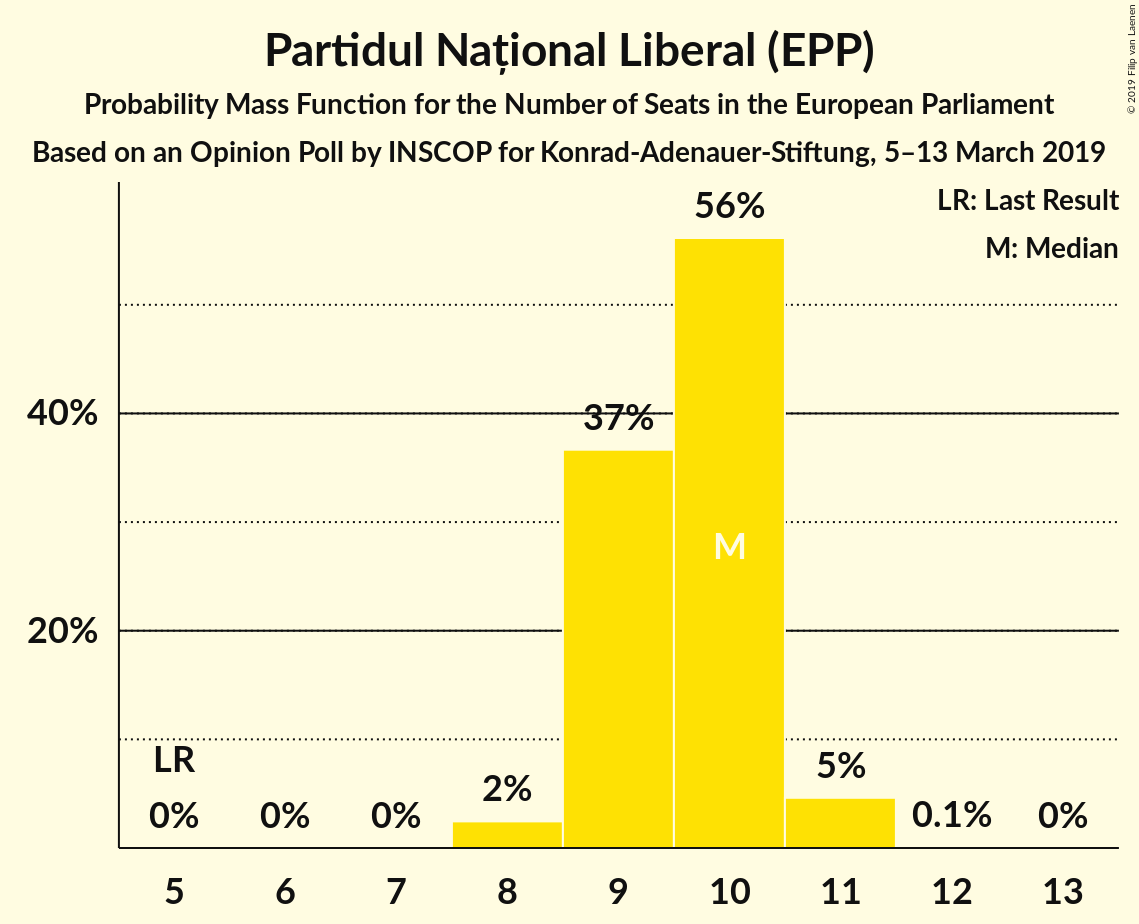 Partidul Național Liberal (EPP)
Probability Mass Function for the Number of Seats in the European Parliament
Based on an Opinion Poll by INSCOP for Konrad-Adenauer-Stiftung, 5–13 March 2019
© 2019 Filip van Laenen
LR: Last Result
M: Median
56%
40%
37%
M
20%
LR
0%
0%
0%
2%
5%
0.1%
0%
5 6 7 8 9 10 11 12 13